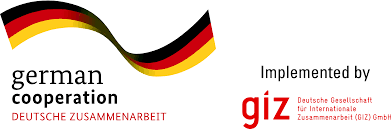 german
cooperation
DEUTSCHE ZUSAMMENARBEIT
Implemented by
giz
Deutsche Gesellschaft
für Internationale
Zusammenarbeit (GIZ) GmbH